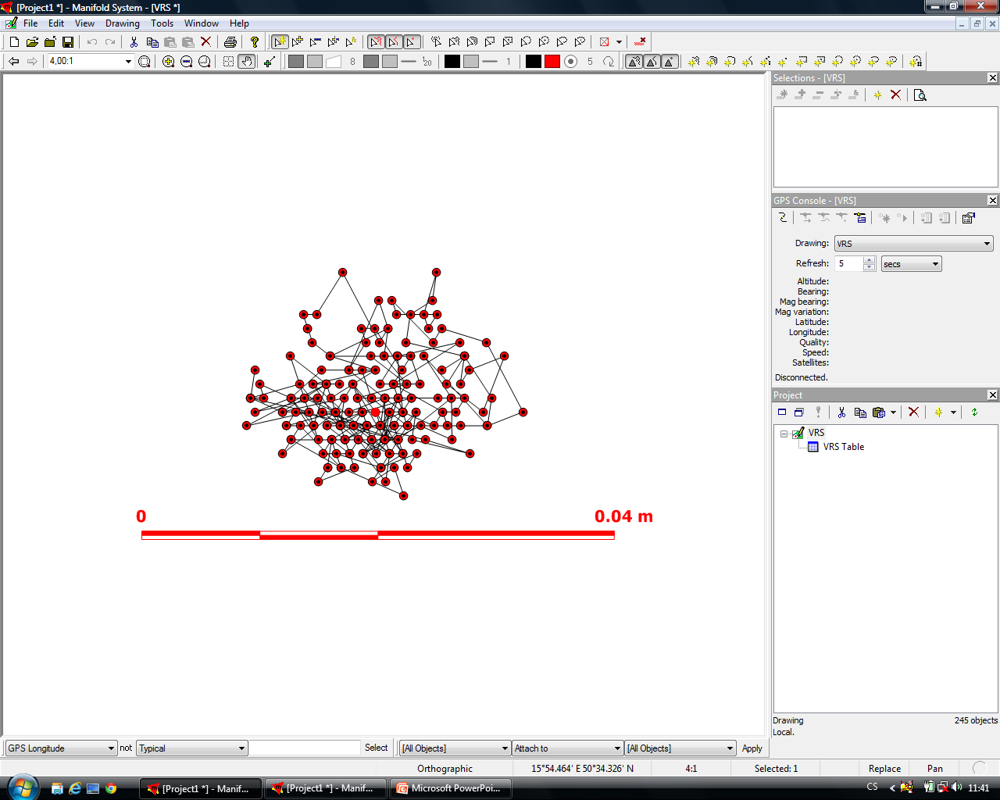 [Project1 *] - Manifold System - [VRS *]
File Edit View Drawing Tools Window Help
4,00:1 8 1/20 1 5
Selections - [VRS]
GPS Console - [VRS]
Drawing: VRS
Refresh: 5 secs
Altitude:
Bearing:
Mag bearing:
Mag variation:
Latitude:
Longitude:
Quality:
Speed:
Satellites:
Disconnected.
Project
VRS
VRS Table
0 0.04 m
Drawing 245 objects
Local.
GPS Longitude not Typical Select [All Objects] Attach to [All Objects] Apply
Orthographic 15°54.464' E 50°34.326' N 4:1 Selected: 1 Replace Pan
[Project1 *] - Manif... [Project1 *] - Manif... Microsoft PowerPoi... CS 11:41